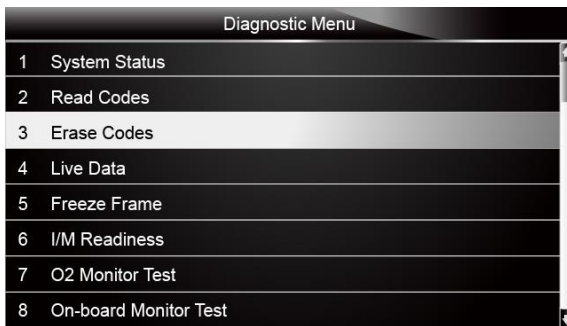 Diagnostic Menu
1 System Status
2 Read Codes
3 Erase Codes
4 Live Data
5 Freeze Frame
6 I/M Readiness
7 O2 Monitor Test
8 On-board Monitor Test